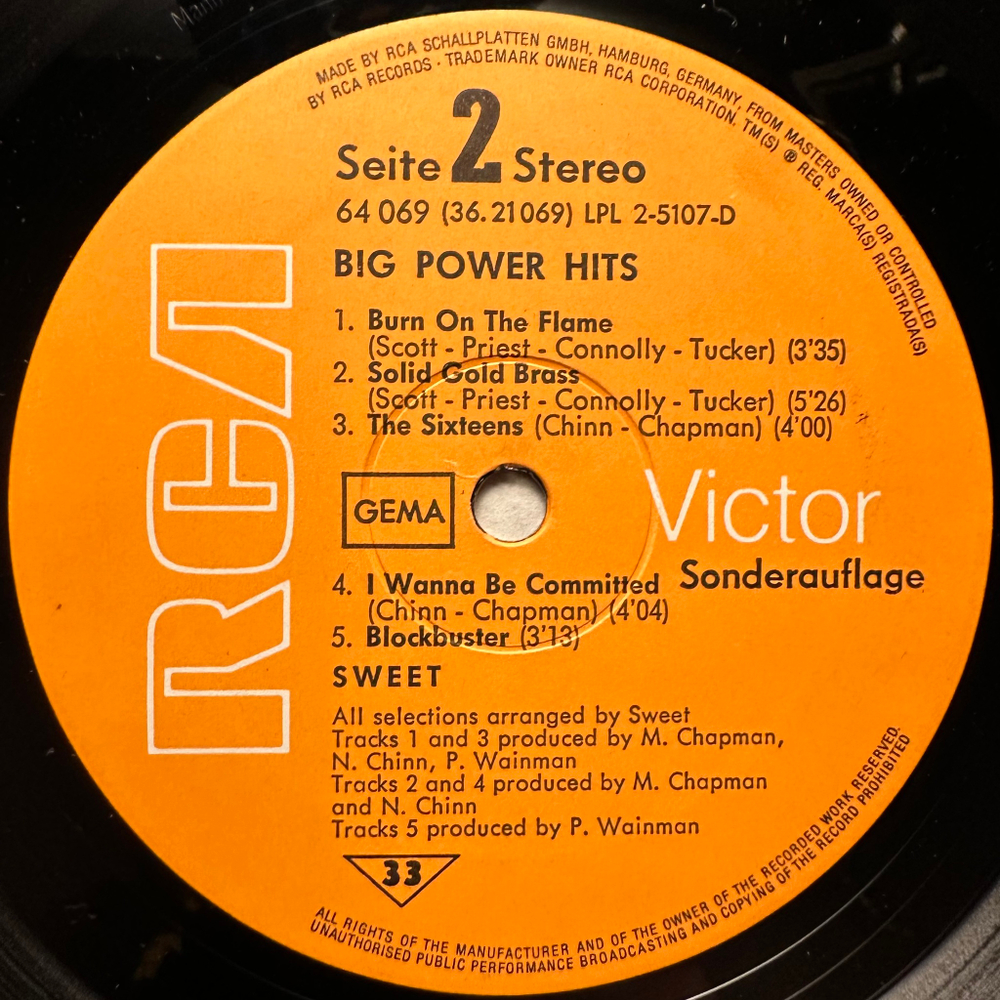 MADE BY RCA SCHALLPLATTEN GMBH, HAMBURG, GERMANY, FROM MASTERS OWNED OR CONTROLLED
BY RCA RECORDS · TRADEMARK OWNER RCA CORPORATION. TM(S) ® REG. MARCA(S) REGISTRADA(S)
Seite 2 Stereo
64 069 (36.21069) LPL 2-5107-D
BIG POWER HITS
1. Burn On The Flame
(Scott - Priest - Connolly - Tucker) (3'35)
2. Solid Gold Brass
(Scott - Priest - Connolly - Tucker) (5'26)
3. The Sixteens (Chinn - Chapman) (4'00)
RCA
GEMA
Victor
Sonderauflage
4. I Wanna Be Committed
(Chinn - Chapman) (4'04)
5. Blockbuster (3'13)
SWEET
All selections arranged by Sweet
Tracks 1 and 3 produced by M. Chapman,
N. Chinn, P. Wainman
Tracks 2 and 4 produced by M. Chapman
and N. Chinn
Tracks 5 produced by P. Wainman
33
ALL RIGHTS OF THE MANUFACTURER AND OF THE OWNER OF THE RECORDED WORK RESERVED.
UNAUTHORISED PUBLIC PERFORMANCE BROADCASTING AND COPYING OF THE RECORD PROHIBITED